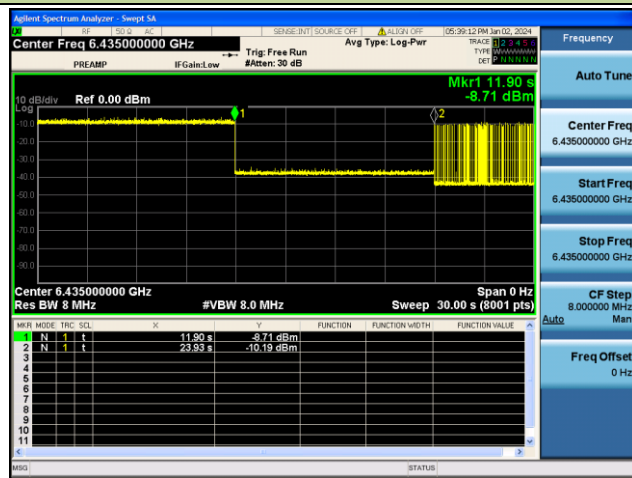 Agilent Spectrum Analyzer - Swept SA
RF 50 Ω AC SENSE:INT SOURCE OFF ALIGN OFF 05:39:12 PM Jan 02, 2024
Center Freq 6.435000000 GHz
Avg Type: Log-Pwr
TRACE 1 2 3 4 5 6
TYPE
DET P N N N N N
PREAMP
IFGain:Low
Trig: Free Run
#Atten: 30 dB
Mkr1 11.90 s
-8.71 dBm
10 dB/div Ref 0.00 dBm
Log
1
2
-10.0
-20.0
-30.0
-40.0
-50.0
-60.0
-70.0
-80.0
-90.0
Center 6.435000000 GHz Span 0 Hz
Res BW 8 MHz #VBW 8.0 MHz Sweep 30.00 s (8001 pts)
MKR MODE TRC SCL X Y FUNCTION FUNCTION WIDTH FUNCTION VALUE
1 N 1 t 11.90 s -8.71 dBm
2 N 1 t 23.93 s -10.19 dBm
3
4
5
6
7
8
9
10
11
MSG STATUS
Frequency
Auto Tune
Center Freq
6.435000000 GHz
Start Freq
6.435000000 GHz
Stop Freq
6.435000000 GHz
CF Step
8.000000 MHz
Auto Man
Freq Offset
0 Hz